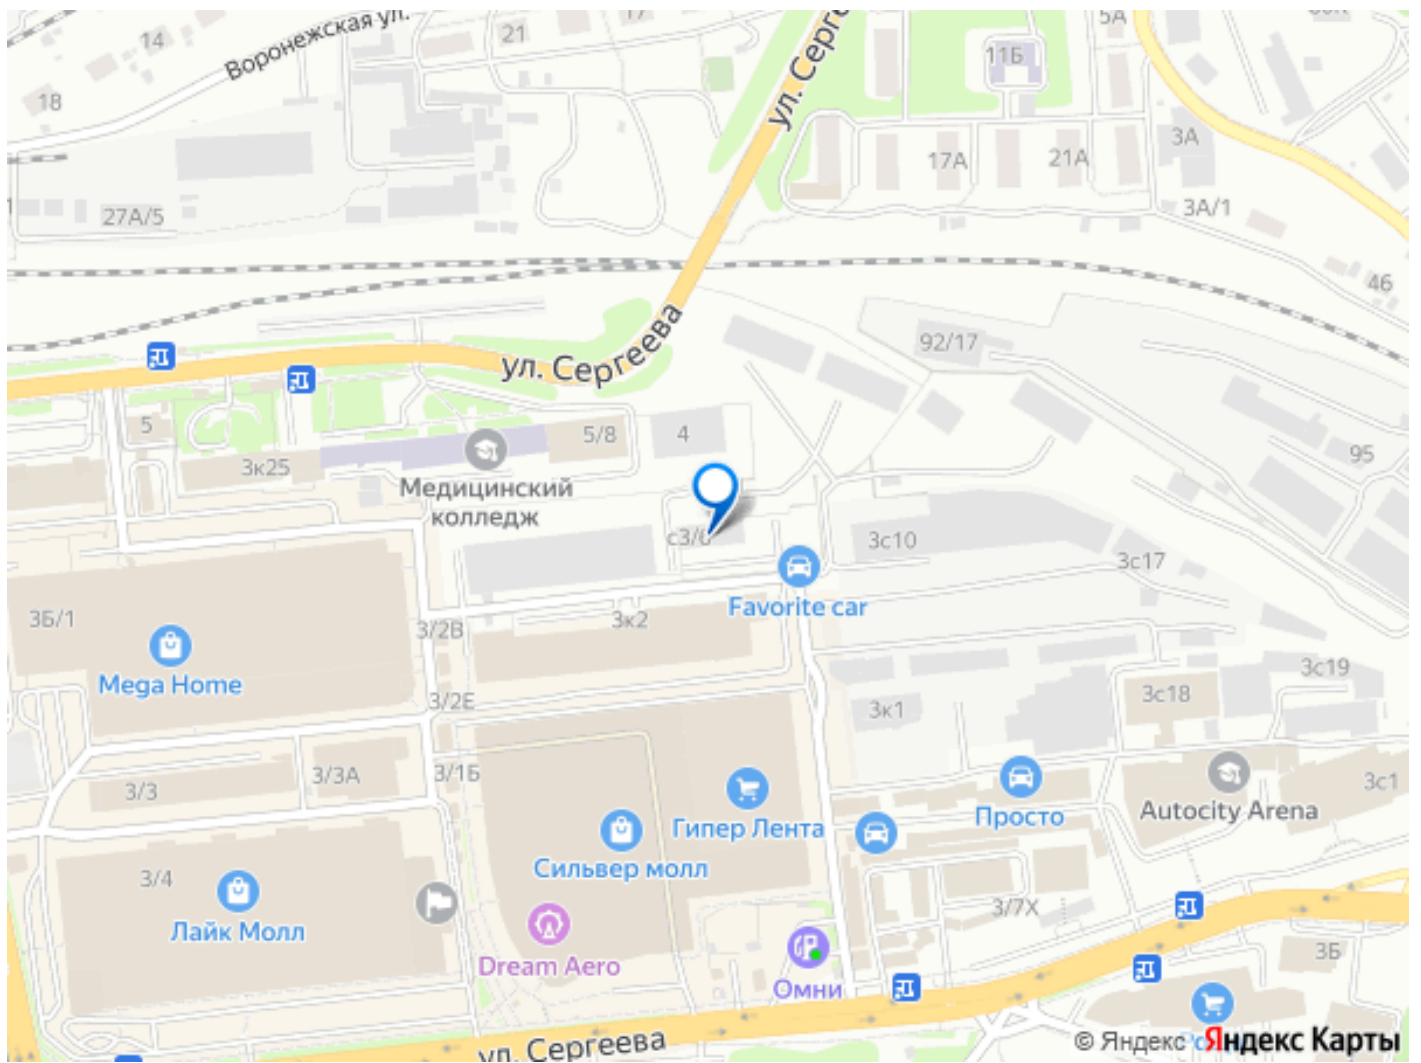 14
Воронежская ул.
21
17
ул. Серге
5А
11Б
18
17А
21А
3А
3А/1
27А/5
46
ул. Сергеева
92/17
5
3к25
5/8
4
95
Медицинский
колледж
с3/6
3с10
3с17
Favorite car
3Б/1
3/2В
3к2
Mega Home
3/2Е
3к1
3с18
3с19
3/3
3/3А
3/1Б
Гипер Лента
Просто
Autocity Arena
3с1
3/4
Сильвер молл
Лайк Молл
3/7Х
Dream Aero
Омни
3Б
ул. Сергеева
© Яндекс Яндекс Карты